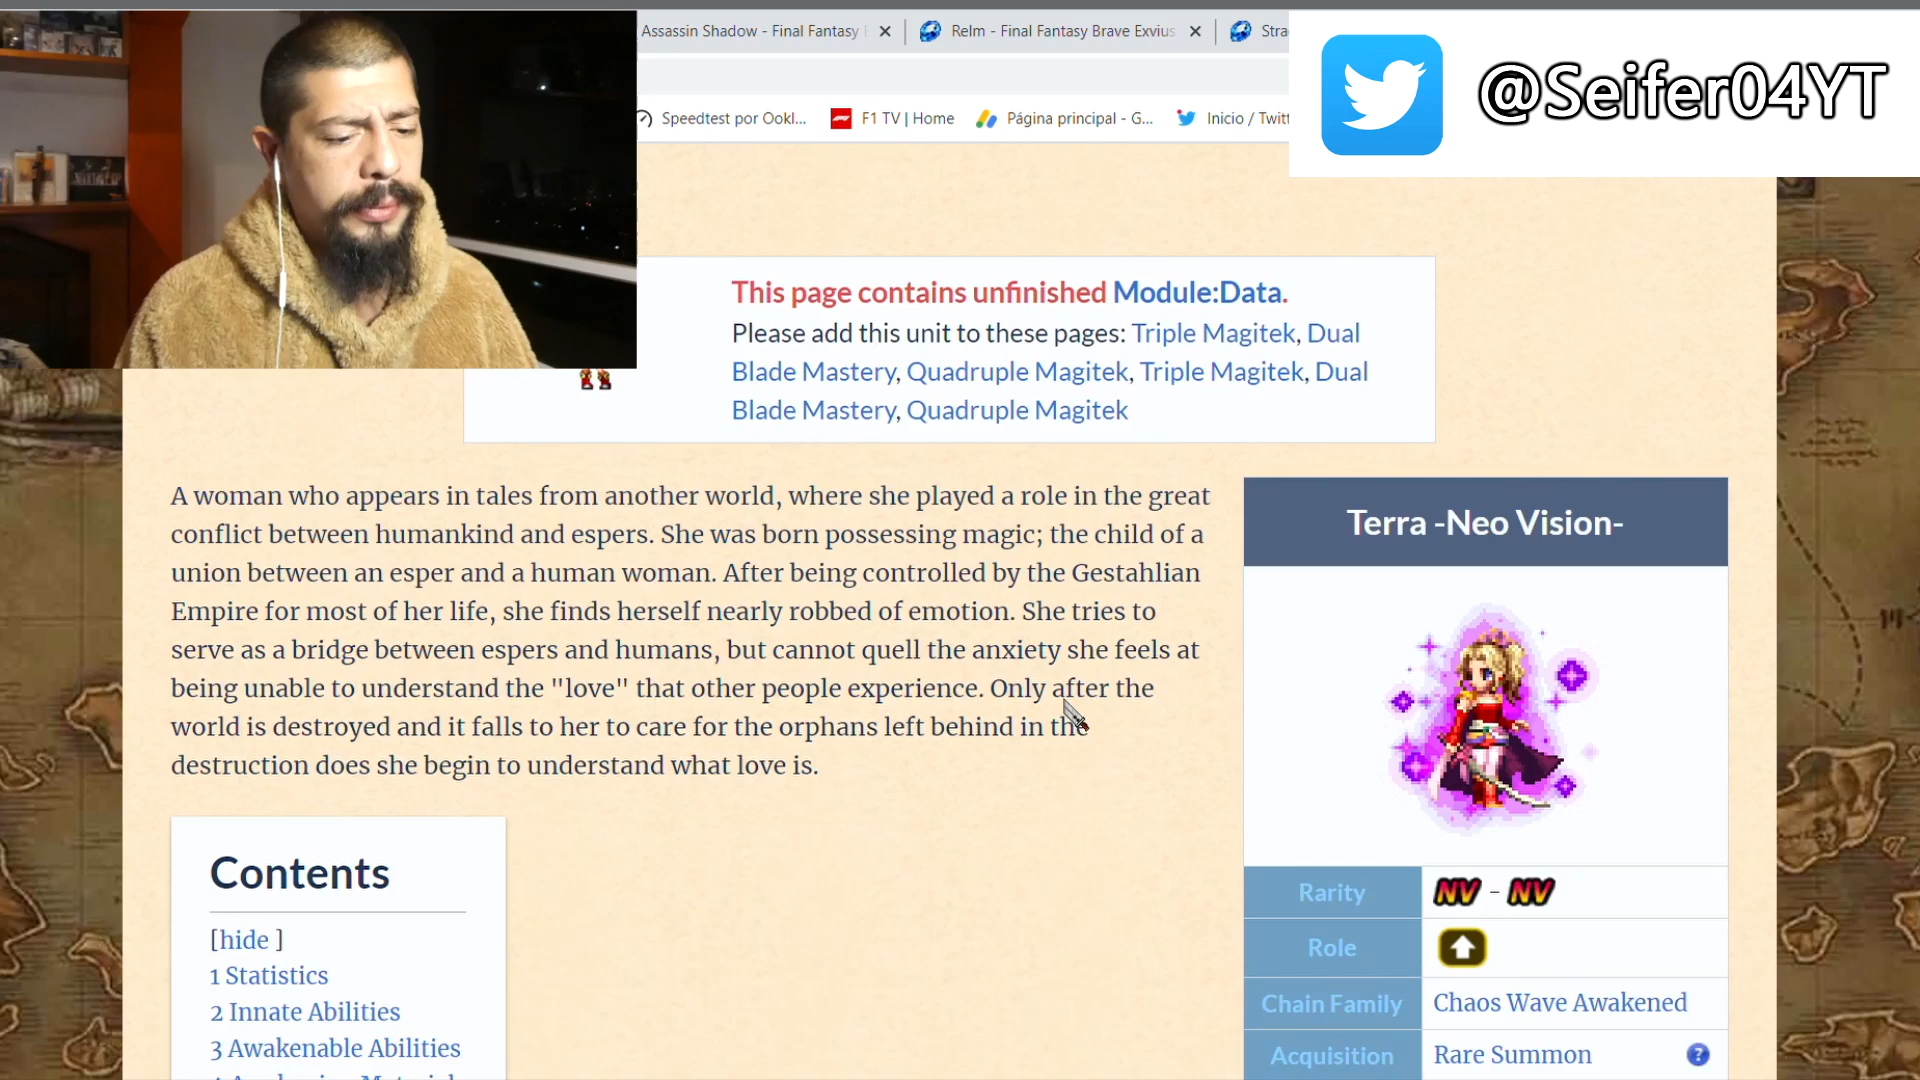 Assassin Shadow - Final Fantasy
Relm - Final Fantasy Brave Exvius
Stra
@Seifer04YT
Speedtest por Ookl...
F1 TV | Home
Página principal - G...
Inicio / Twitt
This page contains unfinished Module:Data.
Please add this unit to these pages: Triple Magitek, Dual
Blade Mastery, Quadruple Magitek, Triple Magitek, Dual
Blade Mastery, Quadruple Magitek
A woman who appears in tales from another world, where she played a role in the great
conflict between humankind and espers. She was born possessing magic; the child of a
union between an esper and a human woman. After being controlled by the Gestahlian
Empire for most of her life, she finds herself nearly robbed of emotion. She tries to
serve as a bridge between espers and humans, but cannot quell the anxiety she feels at
being unable to understand the "love" that other people experience. Only after the
world is destroyed and it falls to her to care for the orphans left behind in the
destruction does she begin to understand what love is.
Contents
[hide ]
1 Statistics
2 Innate Abilities
3 Awakenable Abilities
Terra -Neo Vision-
Rarity
NV - NV
Role
Chain Family
Chaos Wave Awakened
Acquisition
Rare Summon
?